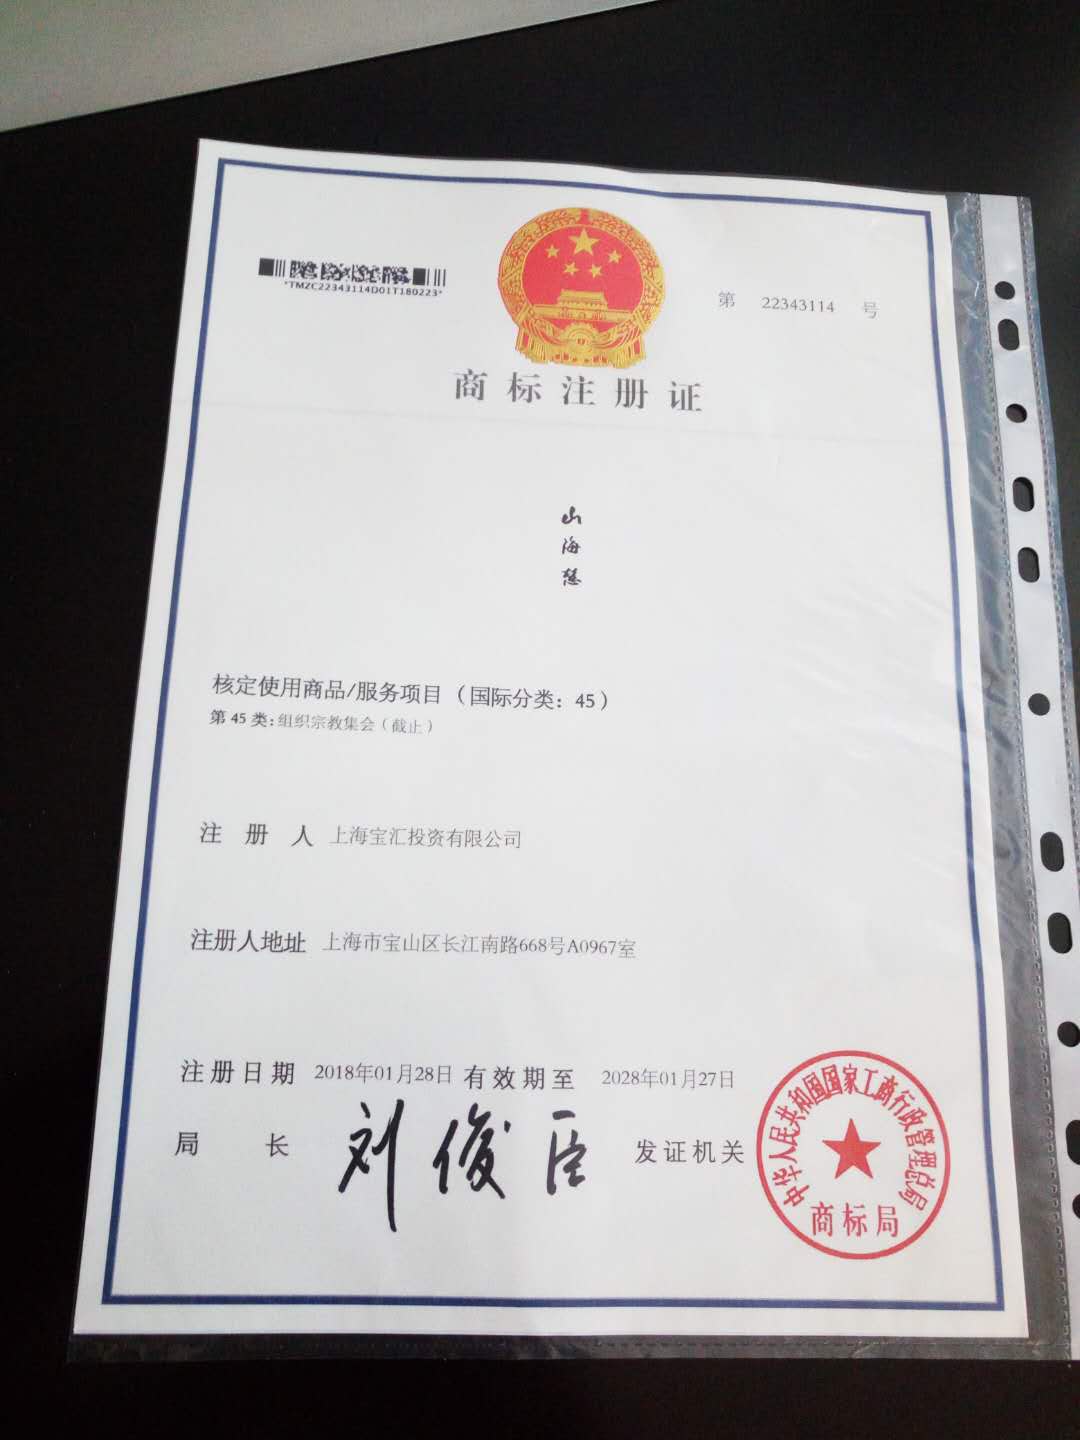 *TMZC22343114D01T180223*
第 22343114 号
商标注册证
山
海
慧
核定使用商品/服务项目（国际分类：45）
第 45 类：组织宗教集会（截止）
注 册 人 上海宝汇投资有限公司
注册人地址 上海市宝山区长江南路668号A0967室
注册日期 2018年01月28日 有效期至 2028年01月27日
局 长 刘俊臣 发证机关
中华人民共和国国家工商行政管理总局
商标局